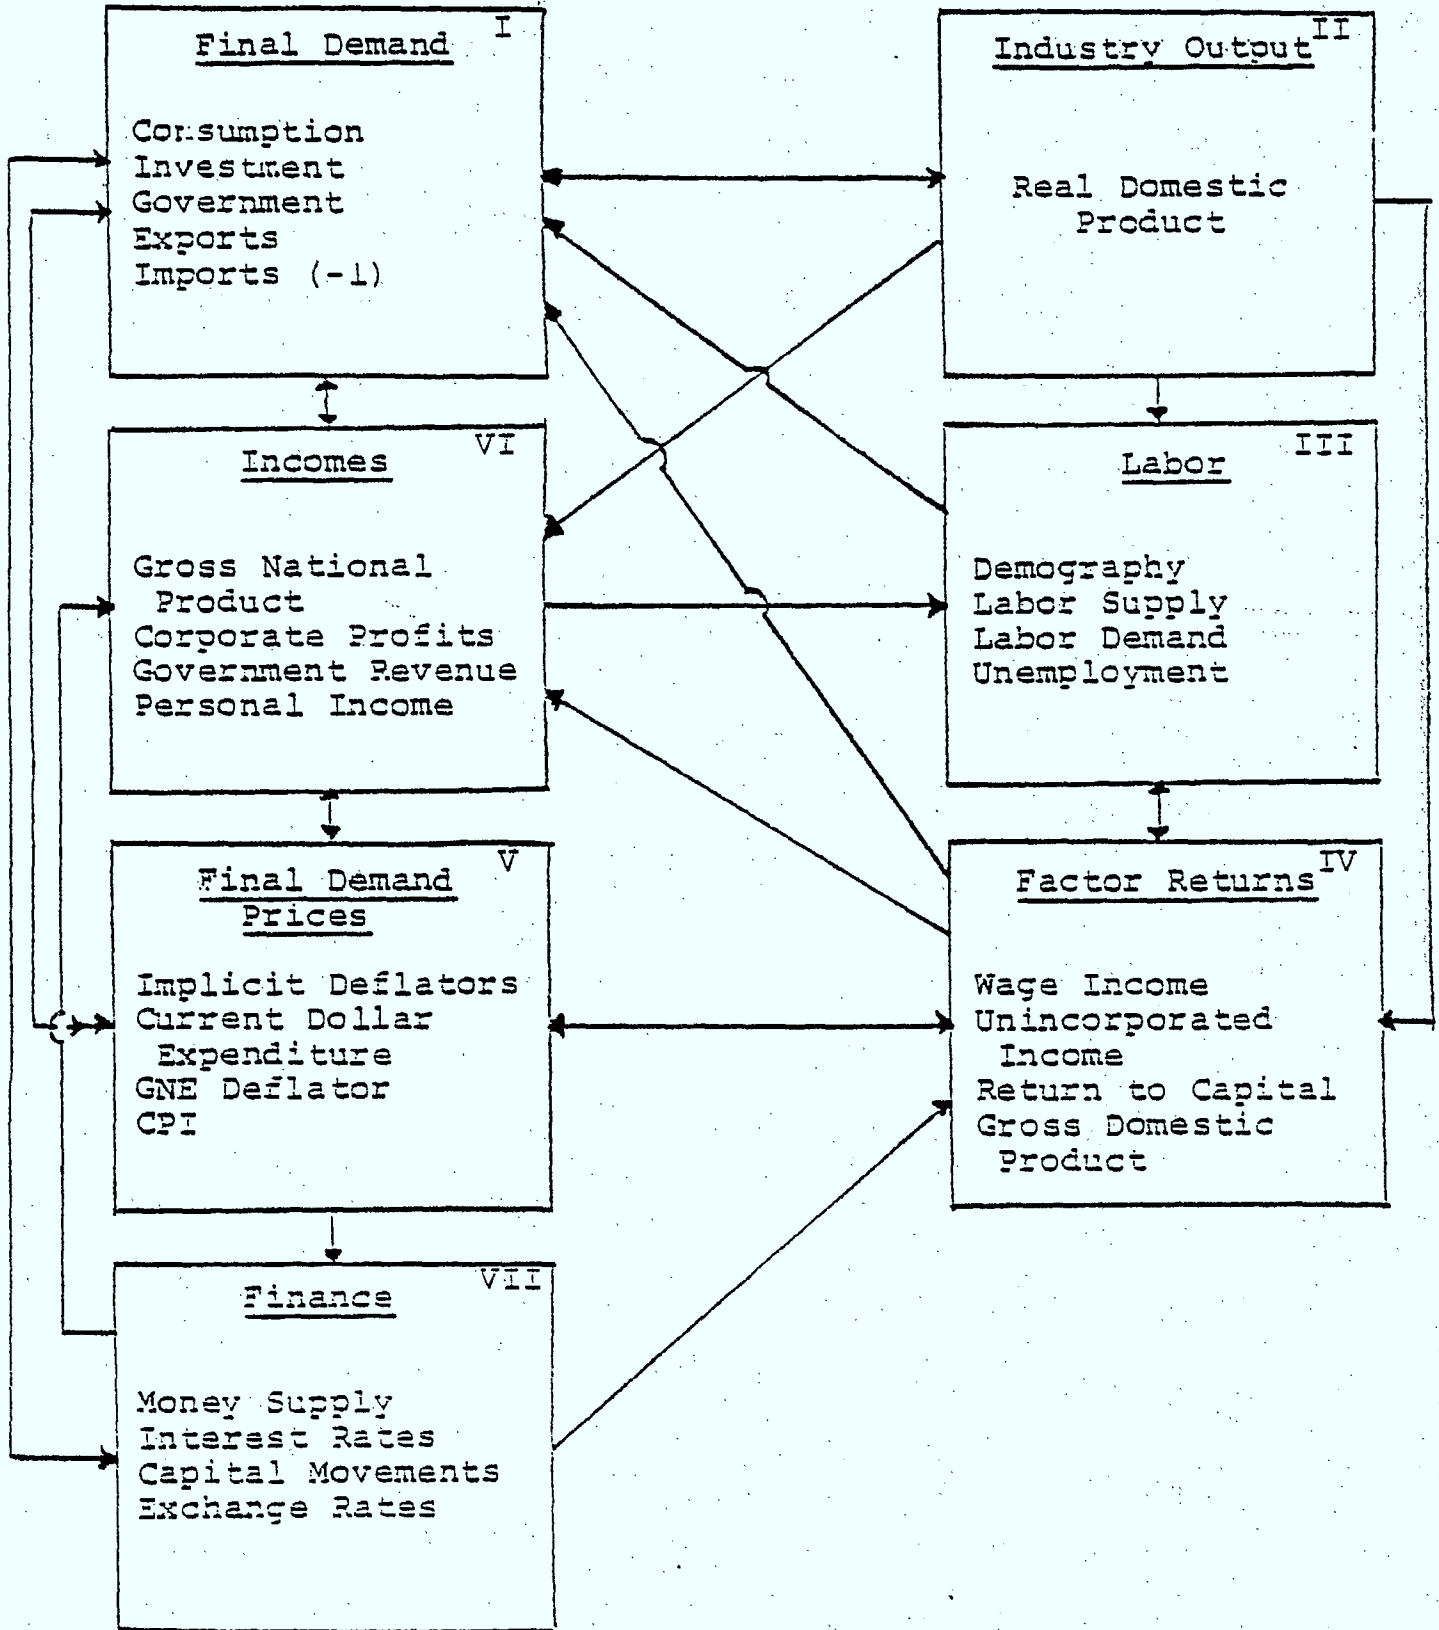 I
Final Demand
Consumption
Investment
Government
Exports
Imports (-1)
II
Industry Output
Real Domestic
Product
VI
Incomes
Gross National
Product
Corporate Profits
Government Revenue
Personal Income
III
Labor
Demography
Labor Supply
Labor Demand
Unemployment
V
Final Demand
Prices
Implicit Deflators
Current Dollar
Expenditure
GNE Deflator
CPI
IV
Factor Returns
Wage Income
Unincorporated
Income
Return to Capital
Gross Domestic
Product
VII
Finance
Money Supply
Interest Rates
Capital Movements
Exchange Rates